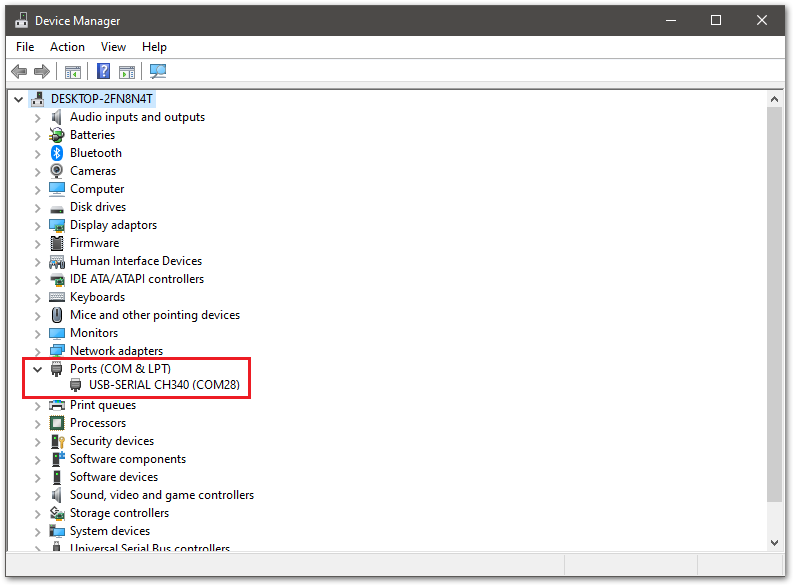 Device Manager
File Action View Help
DESKTOP-2FN8N4T
Audio inputs and outputs
Batteries
Bluetooth
Cameras
Computer
Disk drives
Display adaptors
Firmware
Human Interface Devices
IDE ATA/ATAPI controllers
Keyboards
Mice and other pointing devices
Monitors
Network adapters
Ports (COM & LPT)
USB-SERIAL CH340 (COM28)
Print queues
Processors
Security devices
Software components
Software devices
Sound, video and game controllers
Storage controllers
System devices
Universal Serial Bus controllers